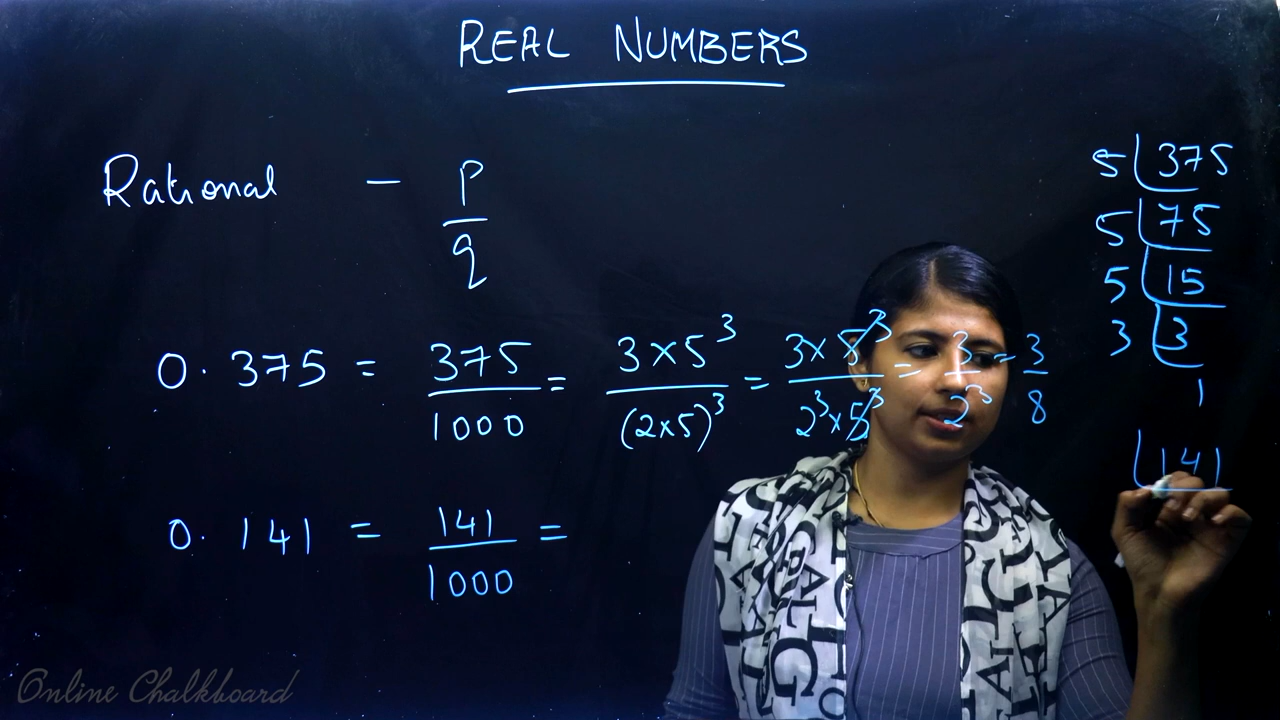 REAL NUMBERS
Rational - p/q
0.375 = 375/1000 = 3×5³/(2×5)³ = 3×5³/2³×5³ = 3/2³ = 3/8
0.141 = 141/1000 =
5 375
5 75
5 15
3 3
1
141
Online Chalkboard